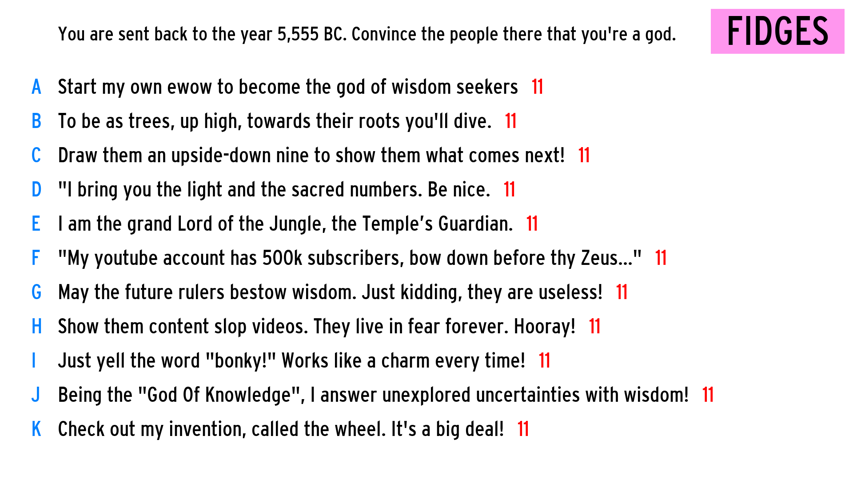 You are sent back to the year 5,555 BC. Convince the people there that you're a god.
FIDGES
A Start my own ewow to become the god of wisdom seekers 11
B To be as trees, up high, towards their roots you'll dive. 11
C Draw them an upside-down nine to show them what comes next! 11
D "I bring you the light and the sacred numbers. Be nice. 11
E I am the grand Lord of the Jungle, the Temple’s Guardian. 11
F "My youtube account has 500k subscribers, bow down before thy Zeus..." 11
G May the future rulers bestow wisdom. Just kidding, they are useless! 11
H Show them content slop videos. They live in fear forever. Hooray! 11
I Just yell the word "bonky!" Works like a charm every time! 11
J Being the "God Of Knowledge", I answer unexplored uncertainties with wisdom! 11
K Check out my invention, called the wheel. It's a big deal! 11